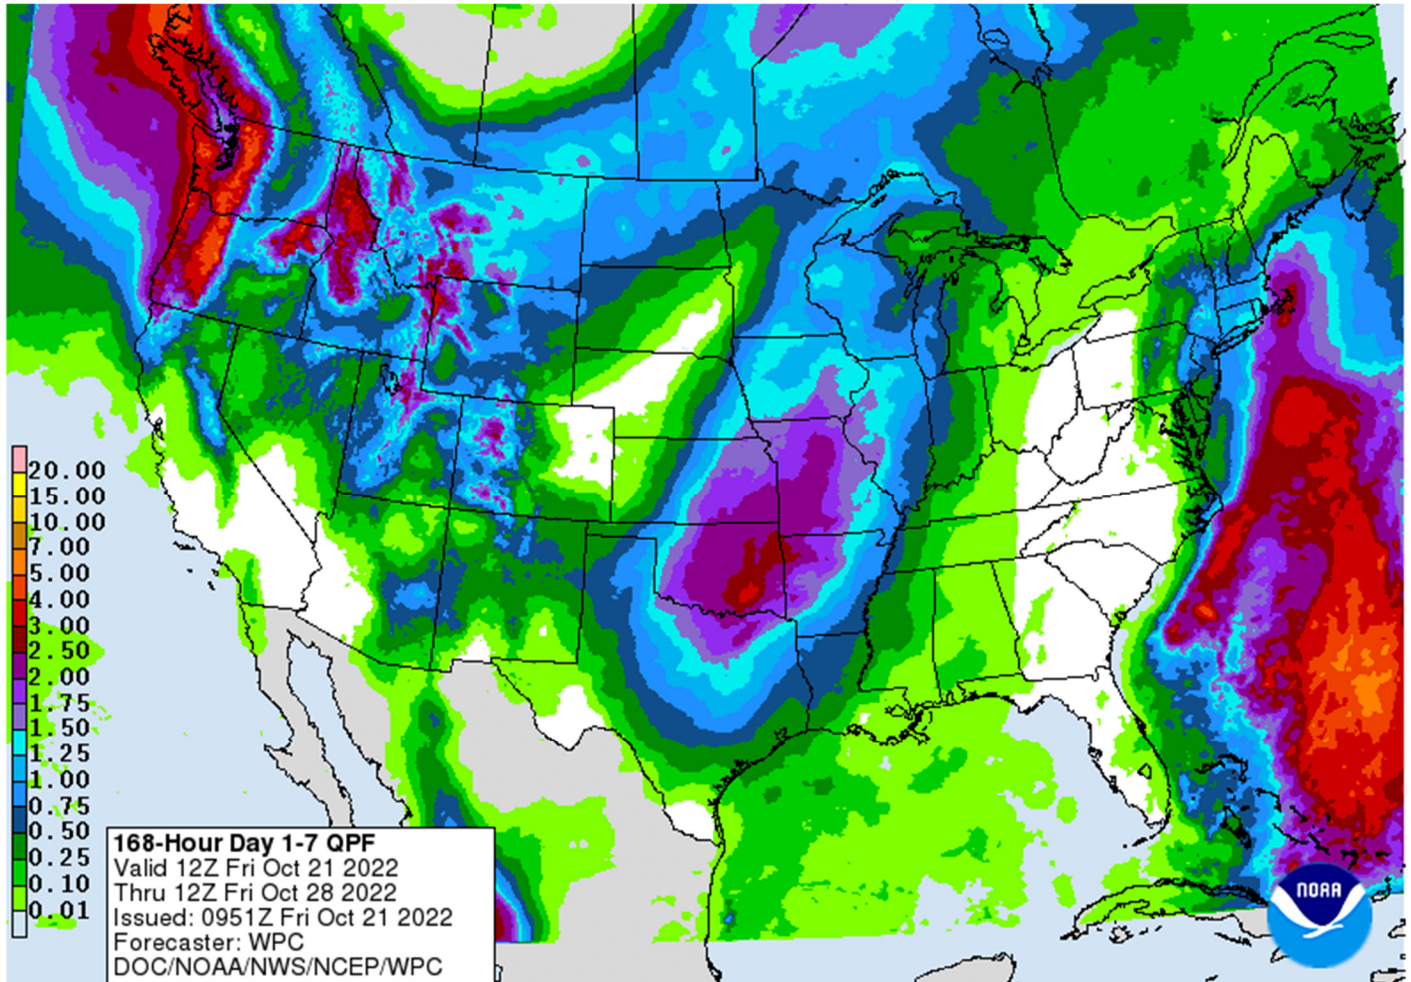 20.00
15.00
10.00
7.00
5.00
4.00
3.00
2.50
2.00
1.75
1.50
1.25
1.00
0.75
0.50
0.25
0.10
0.01
168-Hour Day 1-7 QPF
Valid 12Z Fri Oct 21 2022
Thru 12Z Fri Oct 28 2022
Issued: 0951Z Fri Oct 21 2022
Forecaster: WPC
DOC/NOAA/NWS/NCEP/WPC
NOAA